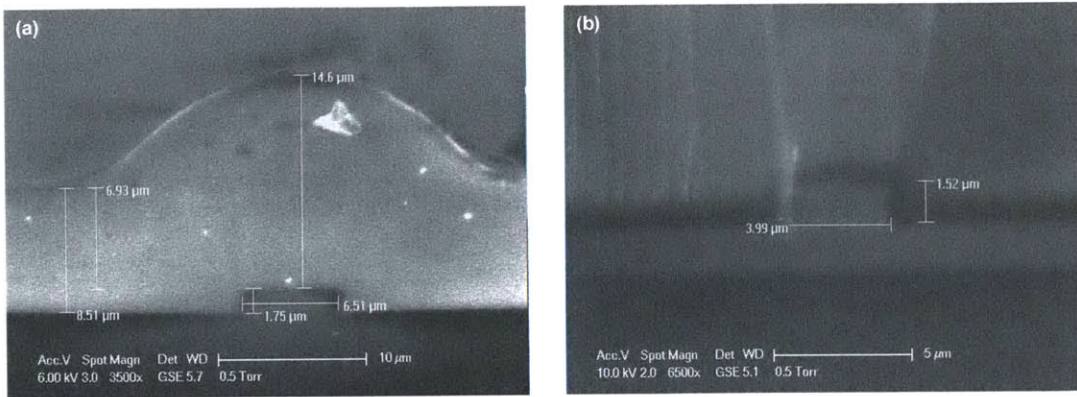 (a)
14.6 µm
6.93 µm
8.51 µm
1.75 µm
6.51 µm
Acc.V Spot Magn Det WD
10 µm
6.00 kV 3.0 3500x GSE 5.7 0.5 Torr
(b)
1.52 µm
3.99 µm
Acc.V Spot Magn Det WD
5 µm
10.0 kV 2.0 6500x GSE 5.1 0.5 Torr